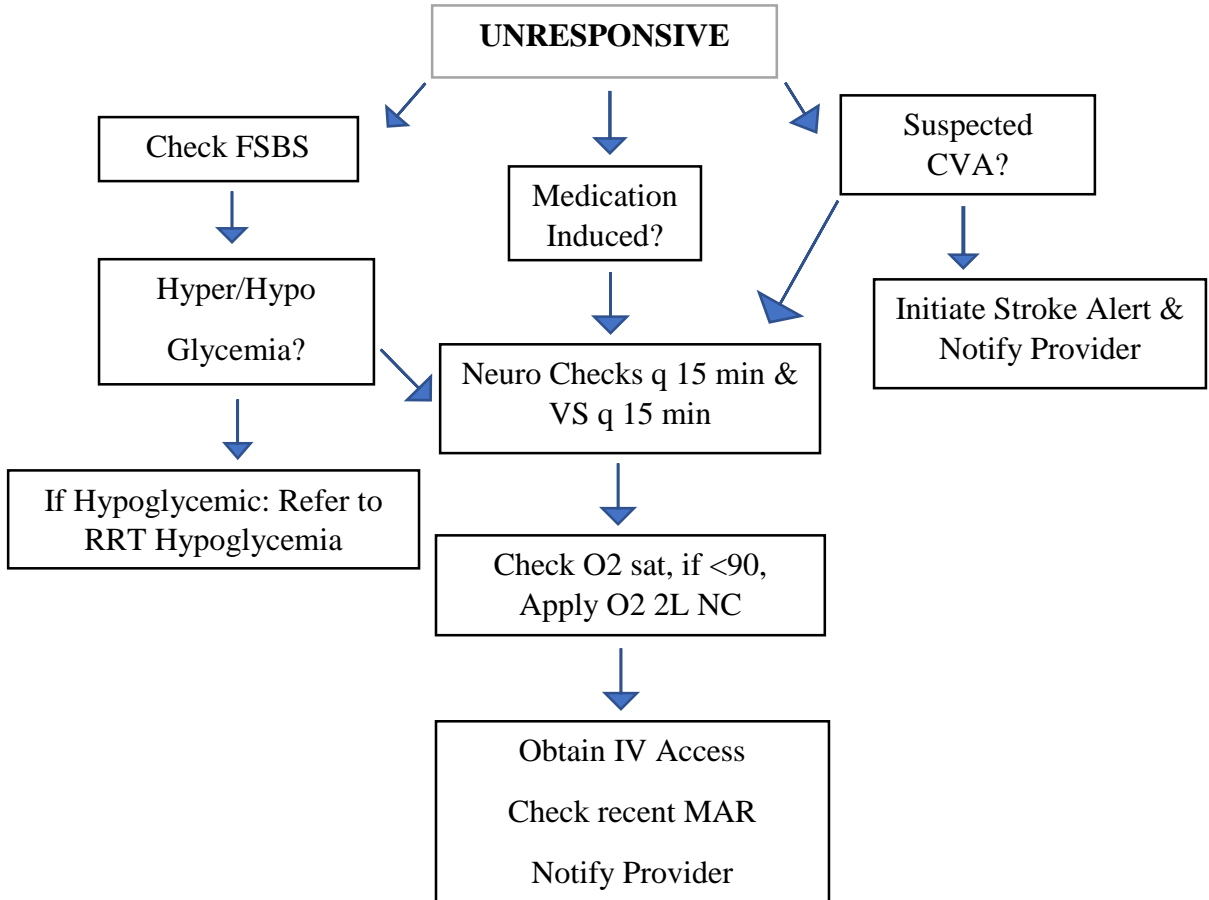 UNRESPONSIVE
Check FSBS
Medication
Induced?
Suspected
CVA?
Hyper/Hypo
Glycemia?
Initiate Stroke Alert &
Notify Provider
Neuro Checks q 15 min &
VS q 15 min
If Hypoglycemic: Refer to
RRT Hypoglycemia
Check O2 sat, if <90,
Apply O2 2L NC
Obtain IV Access
Check recent MAR
Notify Provider